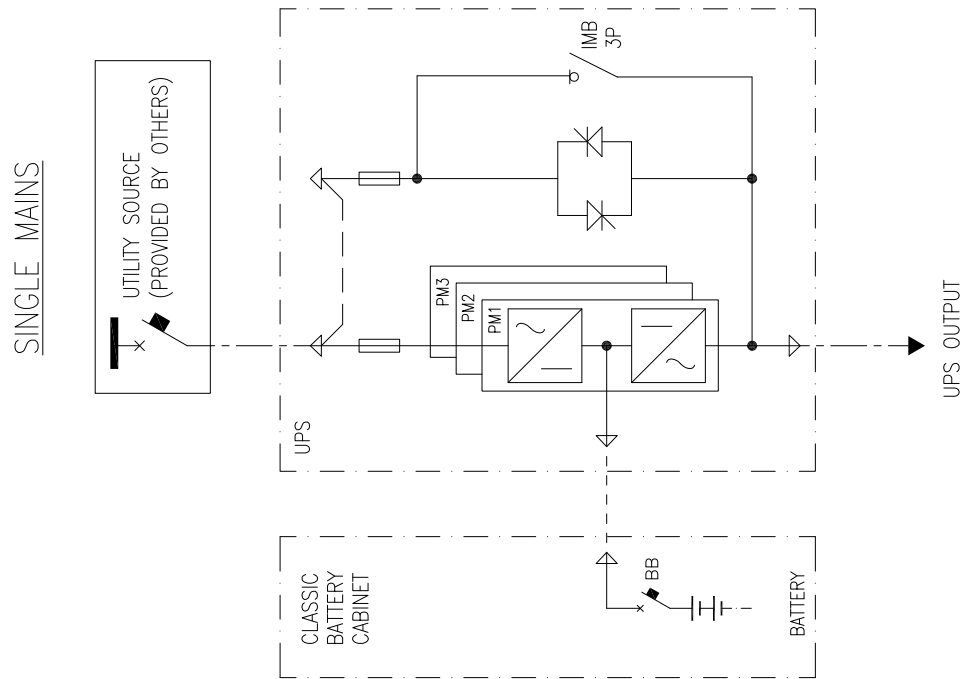 SINGLE MAINS
UTILITY SOURCE
(PROVIDED BY OTHERS)
UPS
IMB
3P
PM3
PM2
PM1
CLASSIC
BATTERY
CABINET
BB
BATTERY
UPS OUTPUT